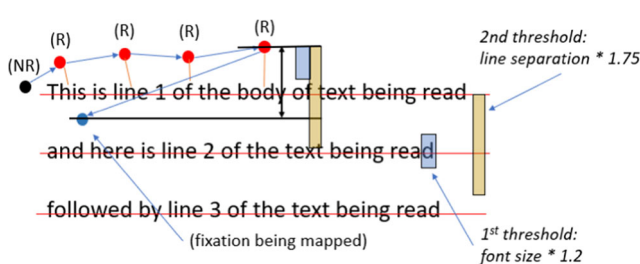 (R)
(R)
(R)
(R)
(NR)
2nd threshold:
line separation * 1.75
This is line 1 of the body of text being read
and here is line 2 of the text being read
followed by line 3 of the text being read
(fixation being mapped)
1st threshold:
font size * 1.2